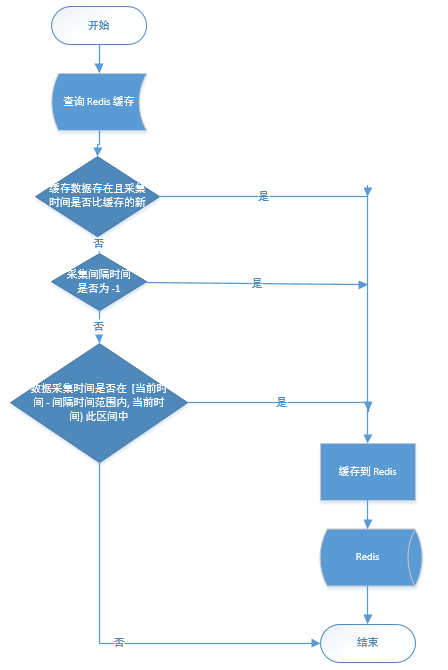 开始
查询 Redis 缓存
缓存数据存在且采集
时间是否比缓存的新
是
否
采集间隔时间
是否为 -1
是
否
数据采集时间是否在 [当前时
间 - 间隔时间范围内, 当前时
间) 此区间中
是
缓存到 Redis
Redis
否
结束